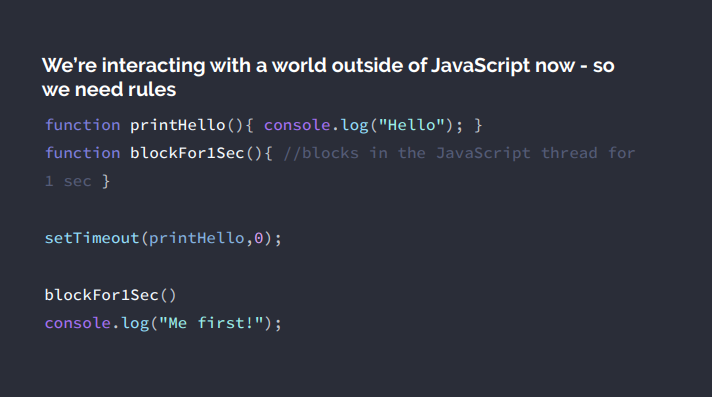 We're interacting with a world outside of JavaScript now - so
we need rules
function printHello(){ console.log("Hello"); }
function blockFor1Sec(){ //blocks in the JavaScript thread for
1 sec }
setTimeout(printHello,0);
blockFor1Sec()
console.log("Me first!");